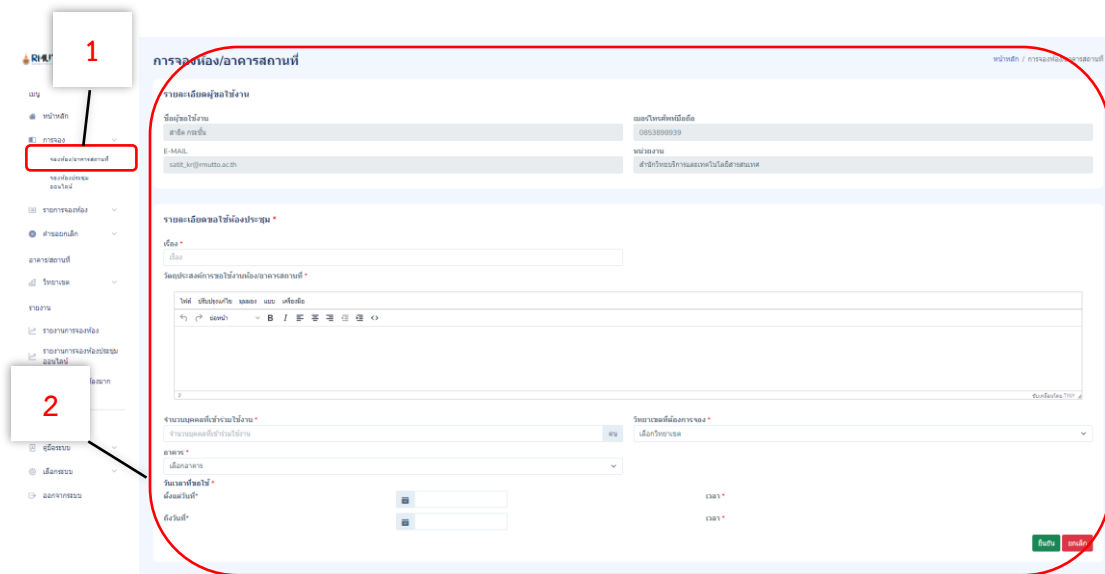 1
RMUT
การจองห้อง/อาคารสถานที่
หน้าหลัก / การจองห้อง/อาคารสถานที่
เมนู
หน้าหลัก
การจอง
จองห้อง/อาคารสถานที่
จองห้องประชุม
ออนไลน์
รายการจองห้อง
คำขอยกเลิก
อาคาร/สถานที่
วิทยาเขต
รายงาน
รายงานการจองห้อง
รายงานการจองห้องประชุม
ออนไลน์
2
คู่มือระบบ
เลือกระบบ
ออกจากระบบ
รายละเอียดผู้ขอใช้งาน
ชื่อผู้ขอใช้งาน
เบอร์โทรศัพท์มือถือ
สาธิต กระชั้น
0853898939
E-MAIL
หน่วยงาน
satit_kr@rmutto.ac.th
สำนักวิทยบริการและเทคโนโลยีสารสนเทศ
รายละเอียดขอใช้ห้องประชุม *
เรื่อง *
เรื่อง
วัตถุประสงค์การขอใช้งานห้อง/อาคารสถานที่ *
ไฟล์ ปรับปรุงแก้ไข มุมมอง แบบ เครื่องมือ
ย่อหน้า B I
ขับเคลื่อนโดย Tiny
จำนวนบุคคลที่เข้าร่วมใช้งาน *
วิทยาเขตที่ต้องการจอง *
จำนวนบุคคลที่เข้าร่วมใช้งาน คน
เลือกวิทยาเขต
อาคาร *
เลือกอาคาร
วันเวลาที่ขอใช้ *
ตั้งแต่วันที่* เวลา *
ถึงวันที่* เวลา *
ยืนยัน ยกเลิก